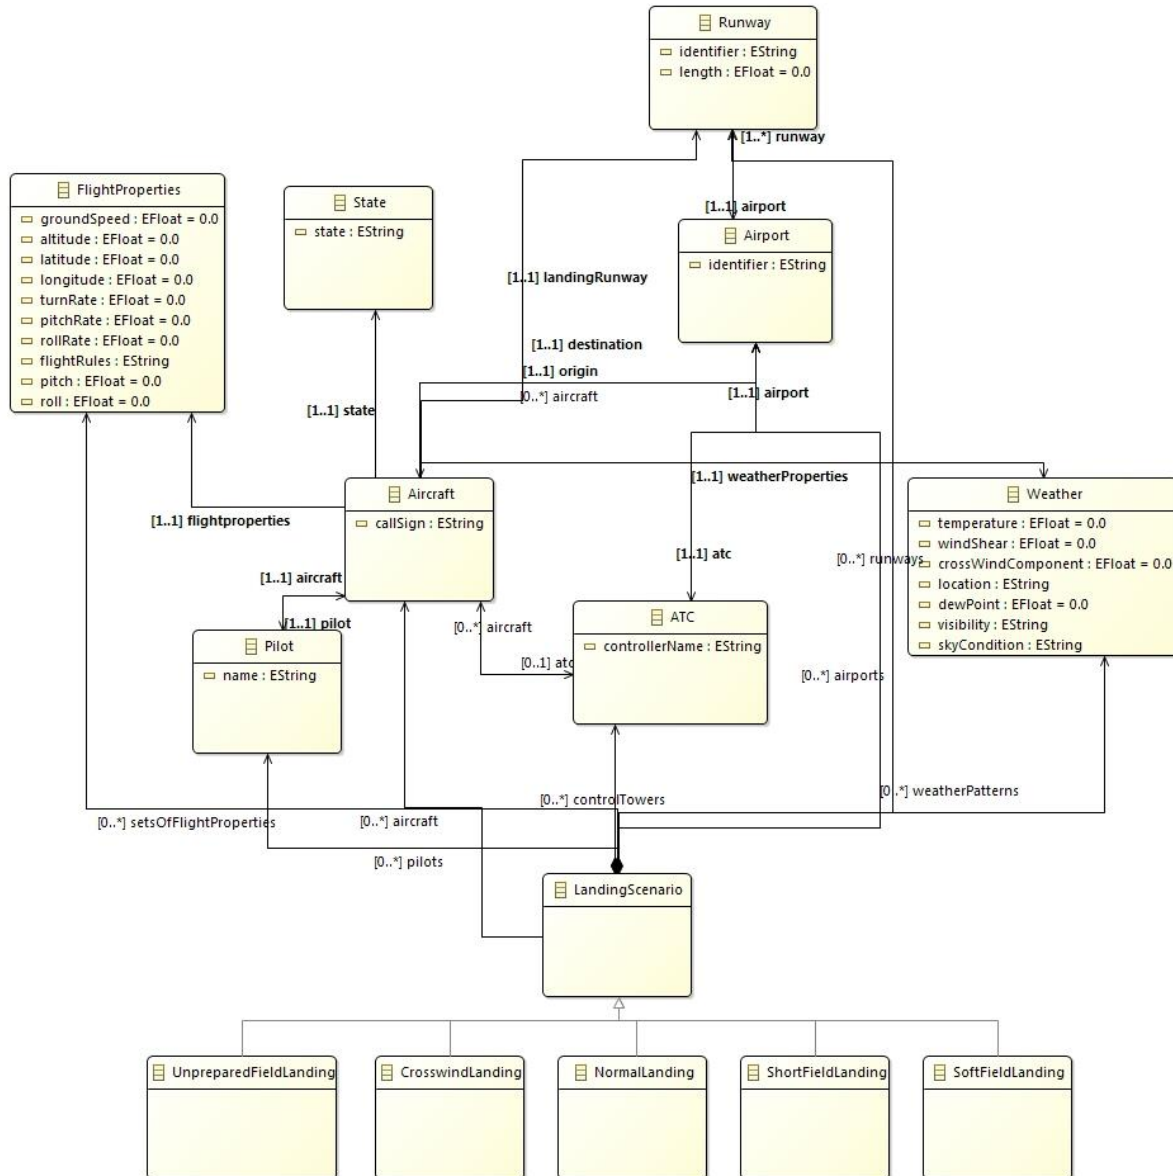 Runway
identifier : EString
length : EFloat = 0.0
[1..*] runway
FlightProperties
groundSpeed : EFloat = 0.0
altitude : EFloat = 0.0
latitude : EFloat = 0.0
longitude : EFloat = 0.0
turnRate : EFloat = 0.0
pitchRate : EFloat = 0.0
rollRate : EFloat = 0.0
flightRules : EString
pitch : EFloat = 0.0
roll : EFloat = 0.0
State
state : EString
[1..1] airport
Airport
identifier : EString
[1..1] landingRunway
[1..1] destination
[1..1] origin
[0..*] aircraft
[1..1] airport
[1..1] state
[1..1] weatherProperties
Aircraft
callSign : EString
[1..1] flightproperties
Weather
temperature : EFloat = 0.0
windShear : EFloat = 0.0
crossWindComponent : EFloat = 0.0
location : EString
dewPoint : EFloat = 0.0
visibility : EString
skyCondition : EString
[1..1] atc
[0..*] runways
[1..1] aircraft
[1..1] pilot
[0..*] aircraft
[0..1] atc
Pilot
name : EString
ATC
controllerName : EString
[0..*] airports
[0..*] weatherPatterns
[0..*] controlTowers
[0..*] setsOfFlightProperties
[0..*] aircraft
[0..*] pilots
LandingScenario
UnpreparedFieldLanding
CrosswindLanding
NormalLanding
ShortFieldLanding
SoftFieldLanding